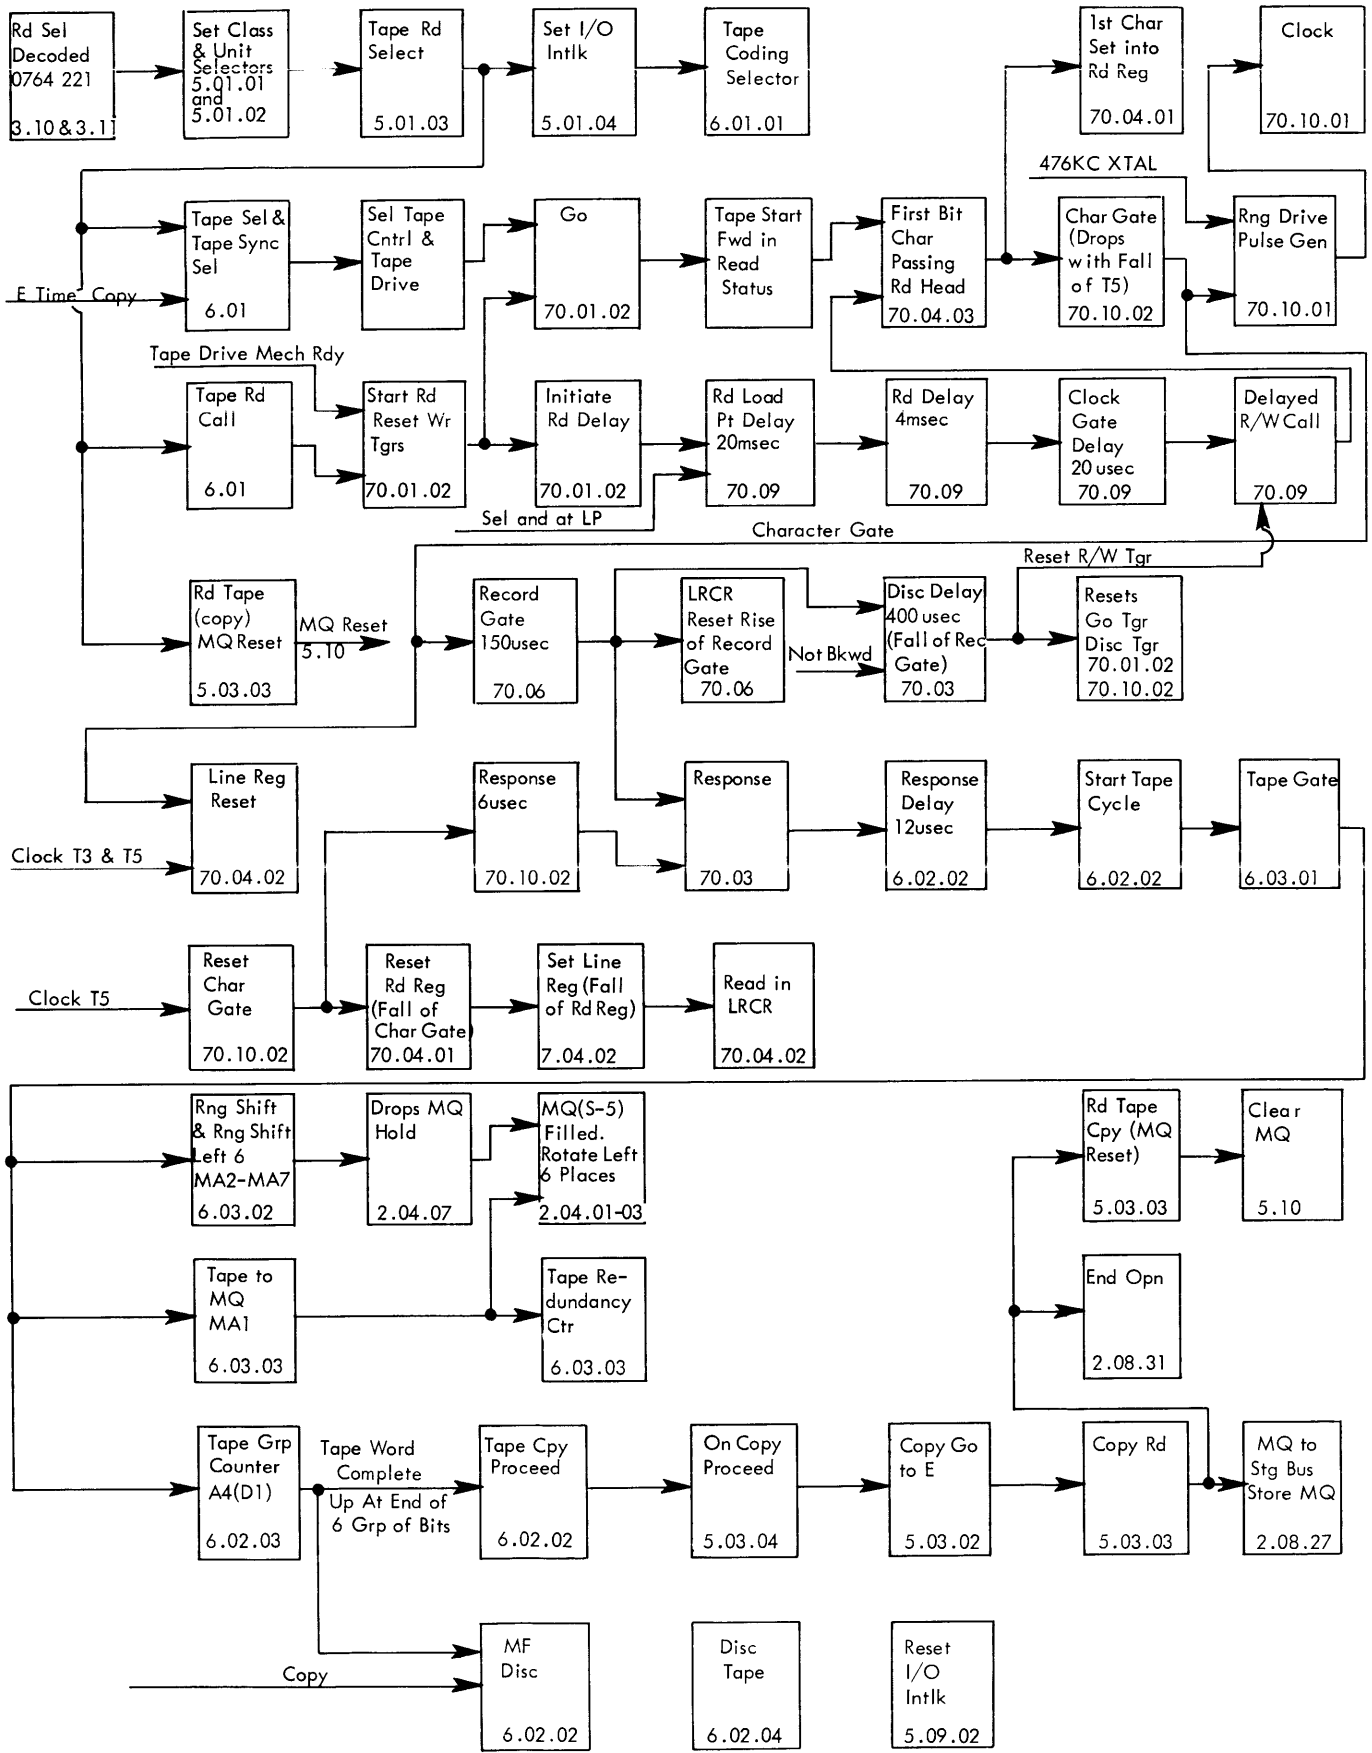 Rd Sel
Decoded
0764 221
3.10&3.11
Set Class
& Unit
Selectors
5.01.01
and
5.01.02
Tape Rd
Select
5.01.03
Set I/O
Intlk
5.01.04
Tape
Coding
Selector
6.01.01
1st Char
Set into
Rd Reg
70.04.01
Clock
70.10.01
476KC XTAL
Tape Sel &
Tape Sync
Sel
6.01
E Time Copy
Sel Tape
Cntrl &
Tape
Drive
Go
70.01.02
Tape Start
Fwd in
Read
Status
First Bit
Char
Passing
Rd Head
70.04.03
Char Gate
(Drops
with Fall
of T5)
70.10.02
Rng Drive
Pulse Gen
70.10.01
Tape Drive Mech Rdy
Tape Rd
Call
6.01
Start Rd
Reset Wr
Tgrs
70.01.02
Initiate
Rd Delay
70.01.02
Rd Load
Pt Delay
20msec
70.09
Rd Delay
4msec
70.09
Clock
Gate
Delay
20 usec
70.09
Delayed
R/W Call
70.09
Sel and at LP
Character Gate
Reset R/W Tgr
Rd Tape
(copy)
MQ Reset
5.03.03
MQ Reset
5.10
Record
Gate
150usec
70.06
LRCR
Reset Rise
of Record
Gate
70.06
Not Bkwd
Disc Delay
400 usec
(Fall of Rec
Gate)
70.03
Resets
Go Tgr
Disc Tgr
70.01.02
70.10.02
Line Reg
Reset
70.04.02
Clock T3 & T5
Response
6usec
70.10.02
Response
70.03
Response
Delay
12usec
6.02.02
Start Tape
Cycle
6.02.02
Tape Gate
6.03.01
Clock T5
Reset
Char
Gate
70.10.02
Reset
Rd Reg
(Fall of
Char Gate)
70.04.01
Set Line
Reg (Fall
of Rd Reg)
7.04.02
Read in
LRCR
70.04.02
Rng Shift
& Rng Shift
Left 6
MA2-MA7
6.03.02
Drops MQ
Hold
2.04.07
MQ(S-5)
Filled.
Rotate Left
6 Places
2.04.01-03
Rd Tape
Cpy (MQ
Reset)
5.03.03
Clear
MQ
5.10
Tape to
MQ
MA1
6.03.03
Tape Re-
dundancy
Ctr
6.03.03
End Opn
2.08.31
Tape Grp
Counter
A4(D1)
6.02.03
Tape Word
Complete
Up At End of
6 Grp of Bits
Tape Cpy
Proceed
6.02.02
On Copy
Proceed
5.03.04
Copy Go
to E
5.03.02
Copy Rd
5.03.03
MQ to
Stg Bus
Store MQ
2.08.27
Copy
MF
Disc
6.02.02
Disc
Tape
6.02.04
Reset
I/O
Intlk
5.09.02